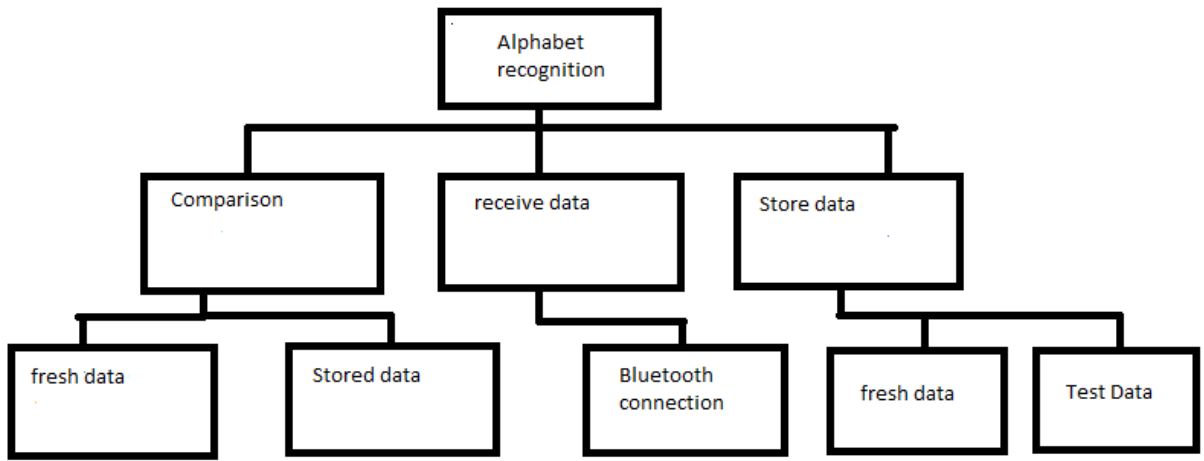 Alphabet
recognition
Comparison
receive data
Store data
fresh data
Stored data
Bluetooth
connection
fresh data
Test Data